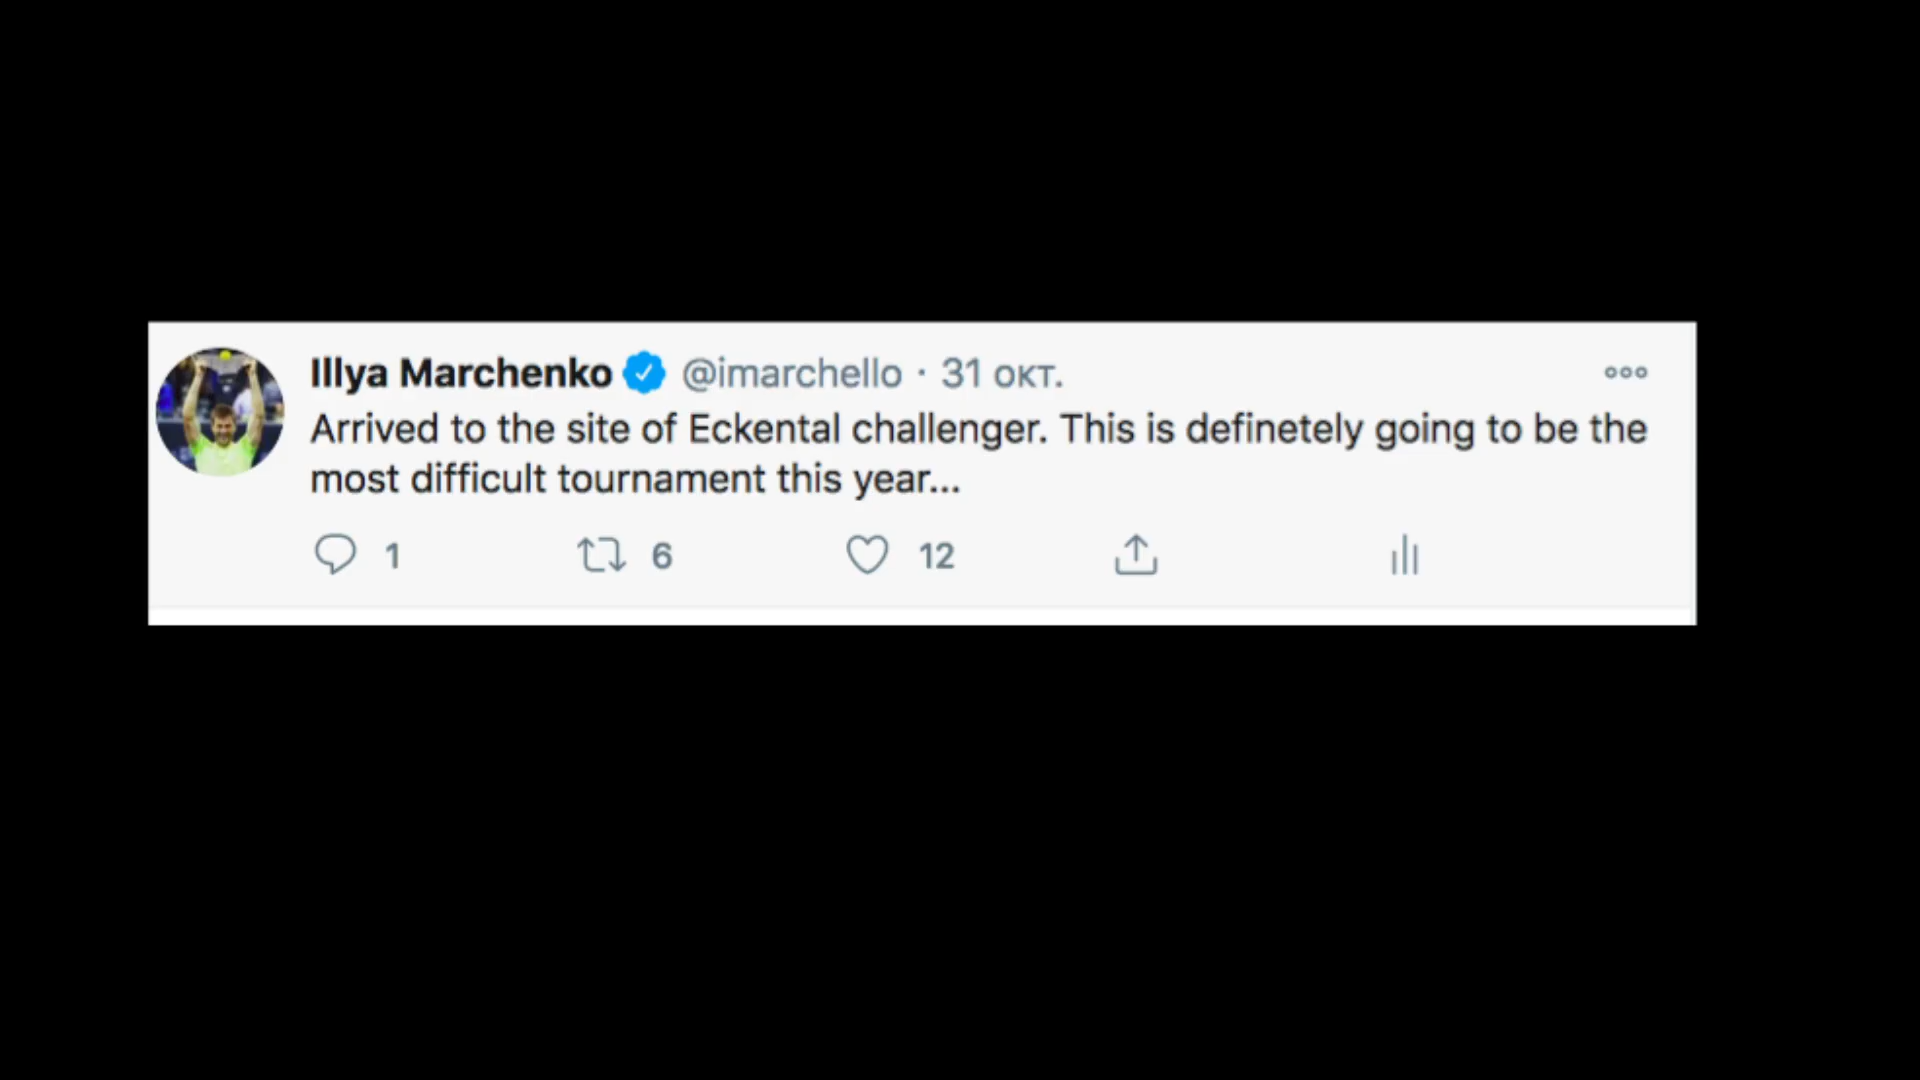 Illya Marchenko @imarchello · 31 окт.
Arrived to the site of Eckental challenger. This is definetely going to be the
most difficult tournament this year...
1 6 12